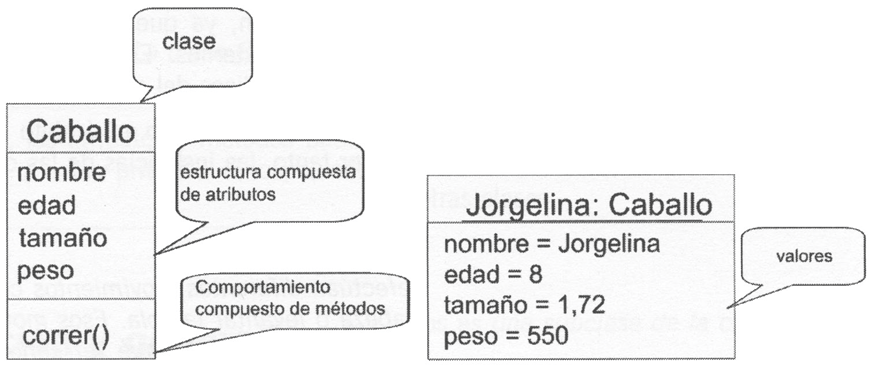 clase
Caballo
nombre
edad
tamaño
peso
correr()
estructura compuesta
de atributos
Comportamiento
compuesto de métodos
Jorgelina: Caballo
nombre = Jorgelina
edad = 8
tamaño = 1,72
peso = 550
valores